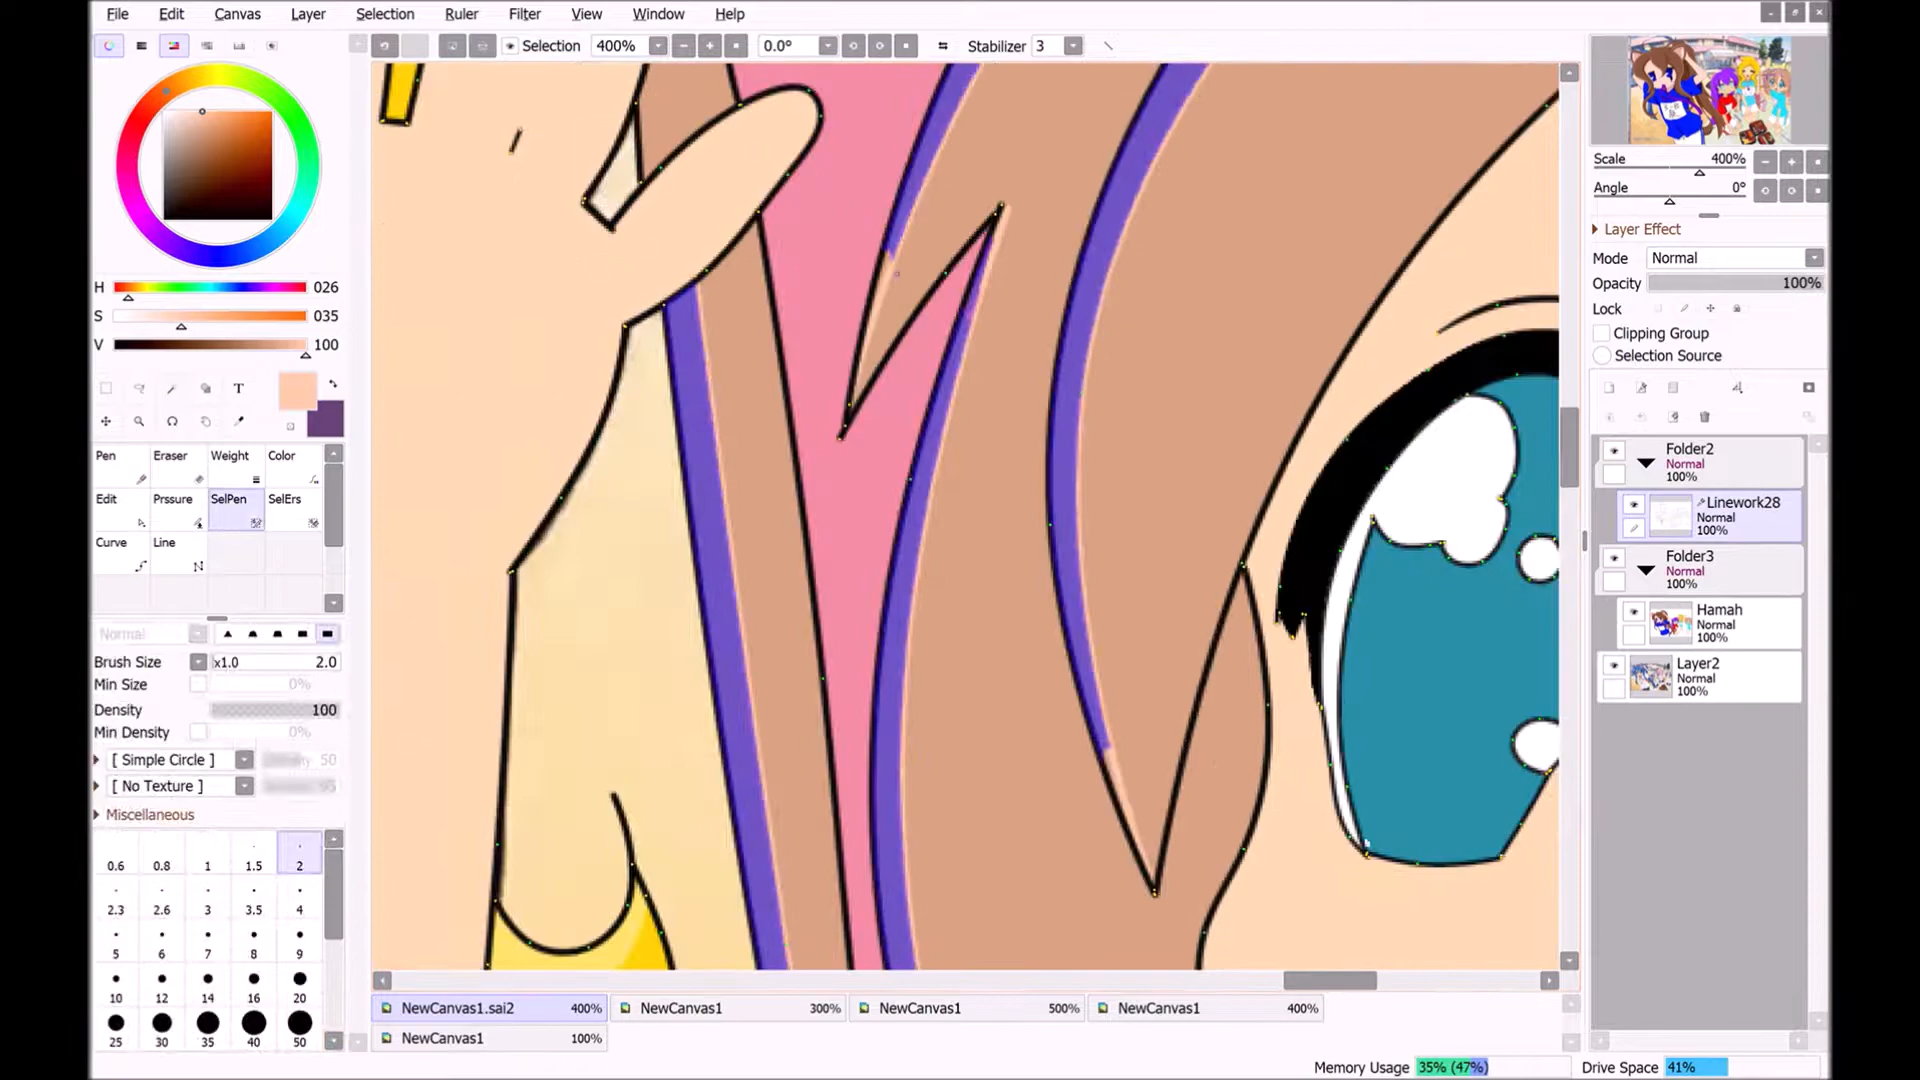 File Edit Canvas Layer Selection Ruler Filter View Window Help
Selection 400% 0.0° Stabilizer 3
Scale 400%
Angle 0°
Layer Effect
Mode Normal
Opacity 100%
Lock
Clipping Group
Selection Source
H 026
S 035
V 100
T
Pen Eraser Weight Color
Edit Prssure SelPen SelErs
Curve Line
Normal
Brush Size x1.0 2.0
Min Size 0%
Density 100
Min Density 0%
[ Simple Circle ] 50
[ No Texture ] 95
Miscellaneous
0.6 0.8 1 1.5 2
2.3 2.6 3 3.5 4
5 6 7 8 9
10 12 14 16 20
25 30 35 40 50
Folder2
Normal
100%
Linework28
Normal
100%
Folder3
Normal
100%
Hamah
Normal
100%
Layer2
Normal
100%
NewCanvas1.sai2 400% NewCanvas1 300% NewCanvas1 500% NewCanvas1 400%
NewCanvas1 100%
Memory Usage 35% (47%) Drive Space 41%